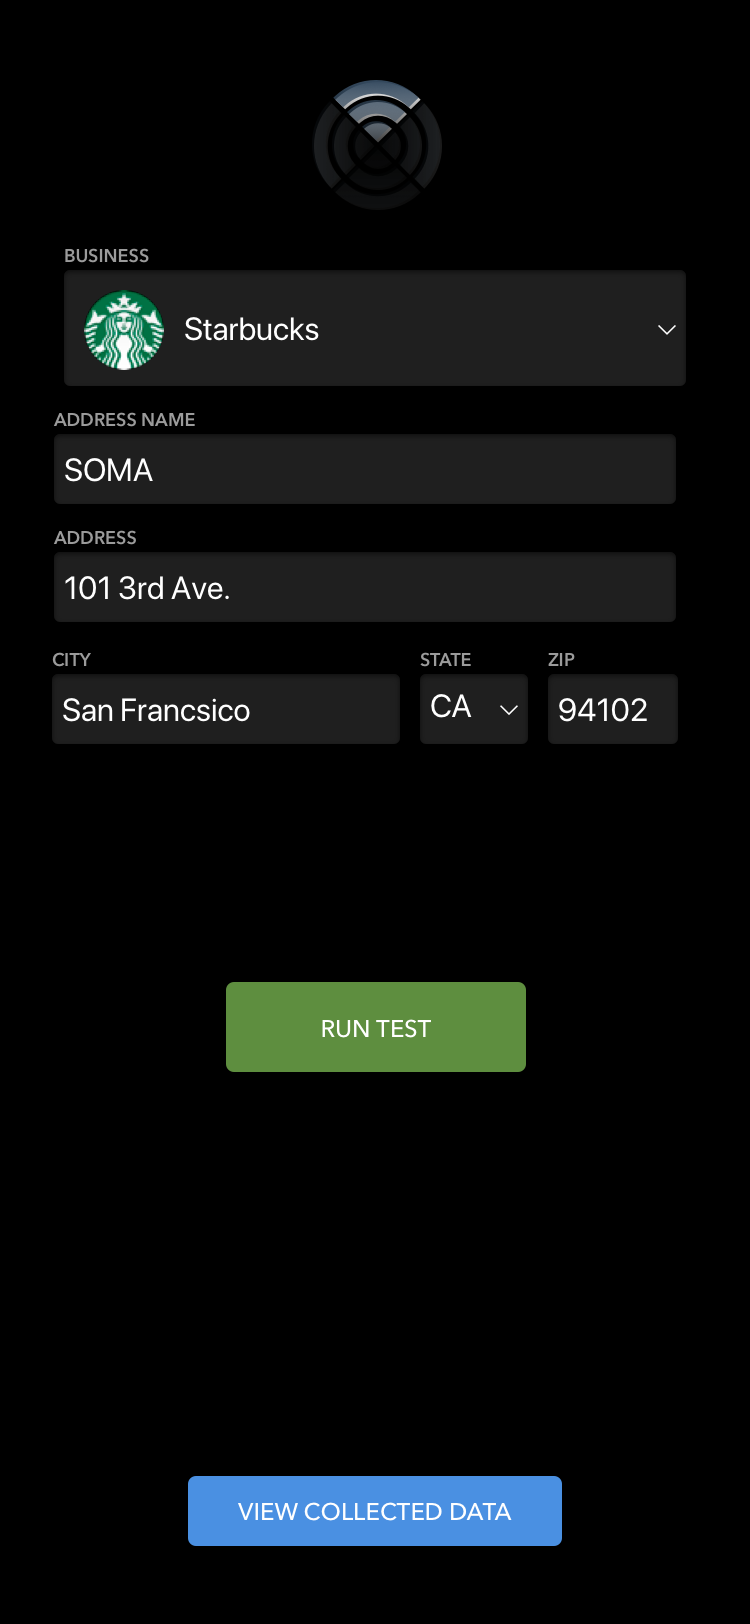 BUSINESS
Starbucks
ADDRESS NAME
SOMA
ADDRESS
101 3rd Ave.
CITY STATE ZIP
San Francsico CA 94102
RUN TEST
VIEW COLLECTED DATA